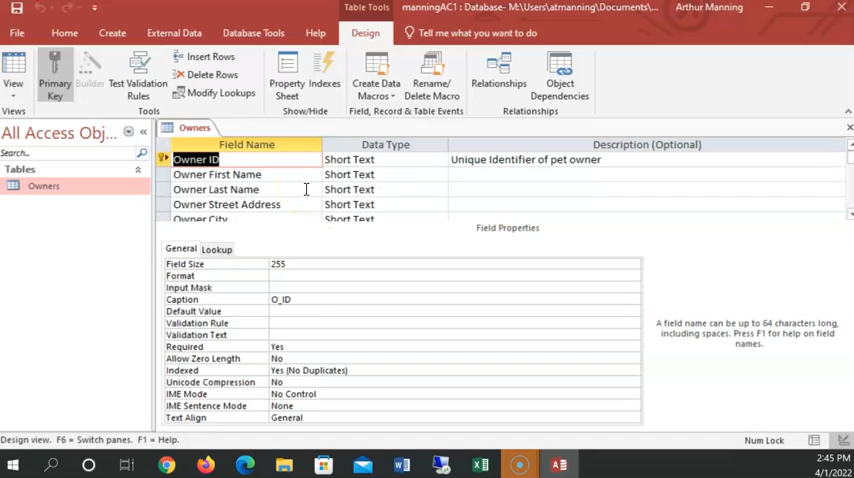 Table Tools
manningAC1 : Database- M:\Users\atmanning\Documents\...
Arthur Manning
File
Home
Create
External Data
Database Tools
Help
Design
Tell me what you want to do
View
Primary Key
Builder
Test Validation Rules
Insert Rows
Delete Rows
Modify Lookups
Property Sheet
Indexes
Create Data Macros
Rename/ Delete Macro
Relationships
Object Dependencies
Views
Tools
Show/Hide
Field, Record & Table Events
Relationships
All Access Obj...
Search...
Tables
Owners
Owners
Field Name Data Type Description (Optional)
Owner ID Short Text Unique Identifier of pet owner
Owner First Name Short Text
Owner Last Name Short Text
Owner Street Address Short Text
Owner City Short Text
Field Properties
General Lookup
Field Size 255
Format
Input Mask
Caption O_ID
Default Value
Validation Rule
Validation Text
Required Yes
Allow Zero Length No
Indexed Yes (No Duplicates)
Unicode Compression No
IME Mode No Control
IME Sentence Mode None
Text Align General
A field name can be up to 64 characters long,
including spaces. Press F1 for help on field
names.
Design view. F6 = Switch panes. F1 = Help.
Num Lock
2:45 PM
4/1/2022